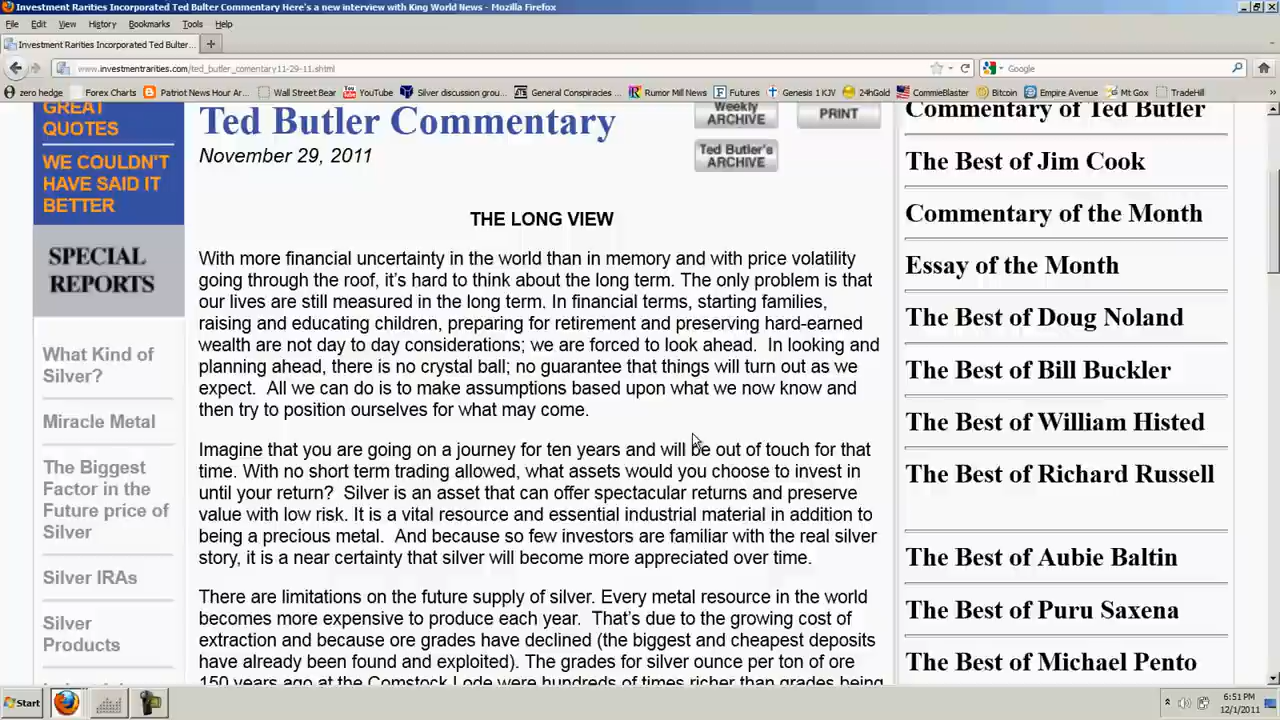 Investment Rarities Incorporated Ted Bulter Commentary Here's a new interview with King World News - Mozilla Firefox
File Edit View History Bookmarks Tools Help
Investment Rarities Incorporated Ted Bulter...
www.investmentrarities.com/ted_butler_comentary11-29-11.shtml
Google
zero hedge Forex Charts Patriot News Hour Ar... Wall Street Bear YouTube Silver discussion grou... General Conspiracies ... Rumor Mill News Futures Genesis 1 KJV 24hGold CommieBlaster Bitcoin Empire Avenue Mt Gox TradeHill
GREAT
QUOTES
WE COULDN'T
HAVE SAID IT
BETTER
SPECIAL
REPORTS
What Kind of
Silver?
Miracle Metal
The Biggest
Factor in the
Future price of
Silver
Silver IRAs
Silver
Products
Ted Butler Commentary
November 29, 2011
Weekly
ARCHIVE
PRINT
Ted Butler's
ARCHIVE
THE LONG VIEW
With more financial uncertainty in the world than in memory and with price volatility
going through the roof, it's hard to think about the long term. The only problem is that
our lives are still measured in the long term. In financial terms, starting families,
raising and educating children, preparing for retirement and preserving hard-earned
wealth are not day to day considerations; we are forced to look ahead. In looking and
planning ahead, there is no crystal ball; no guarantee that things will turn out as we
expect. All we can do is to make assumptions based upon what we now know and
then try to position ourselves for what may come.
Imagine that you are going on a journey for ten years and will be out of touch for that
time. With no short term trading allowed, what assets would you choose to invest in
until your return? Silver is an asset that can offer spectacular returns and preserve
value with low risk. It is a vital resource and essential industrial material in addition to
being a precious metal. And because so few investors are familiar with the real silver
story, it is a near certainty that silver will become more appreciated over time.
There are limitations on the future supply of silver. Every metal resource in the world
becomes more expensive to produce each year. That's due to the growing cost of
extraction and because ore grades have declined (the biggest and cheapest deposits
have already been found and exploited). The grades for silver ounce per ton of ore
150 years ago at the Comstock Lode were hundreds of times richer than grades being
Commentary of Ted Butler
The Best of Jim Cook
Commentary of the Month
Essay of the Month
The Best of Doug Noland
The Best of Bill Buckler
The Best of William Histed
The Best of Richard Russell
The Best of Aubie Baltin
The Best of Puru Saxena
The Best of Michael Pento
Start
6:51 PM
12/1/2011